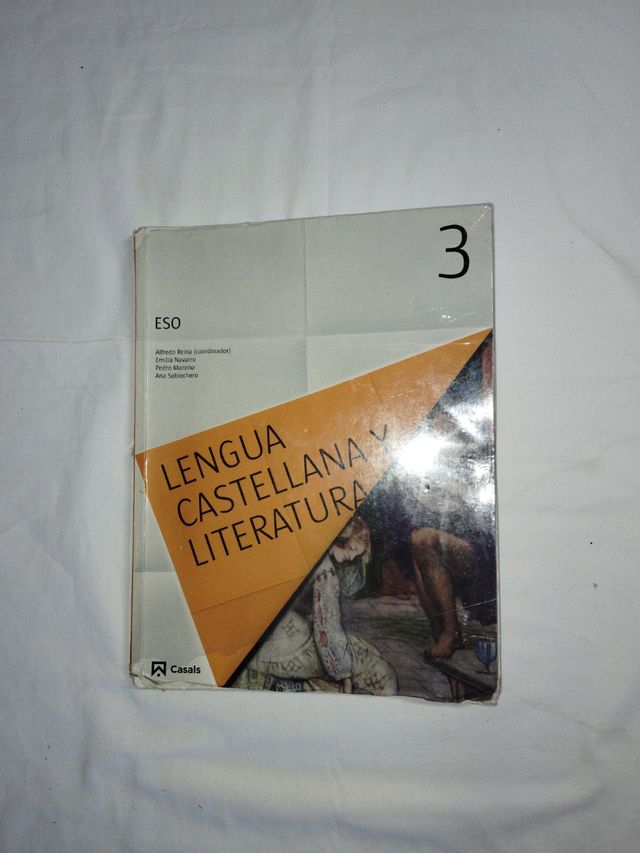 3
ESO
Alfredo Reina (coordinador)
Emilia Navarro
Pedro Moreno
Ana Soblechero
LENGUA
CASTELLANA Y
LITERATURA
Casals